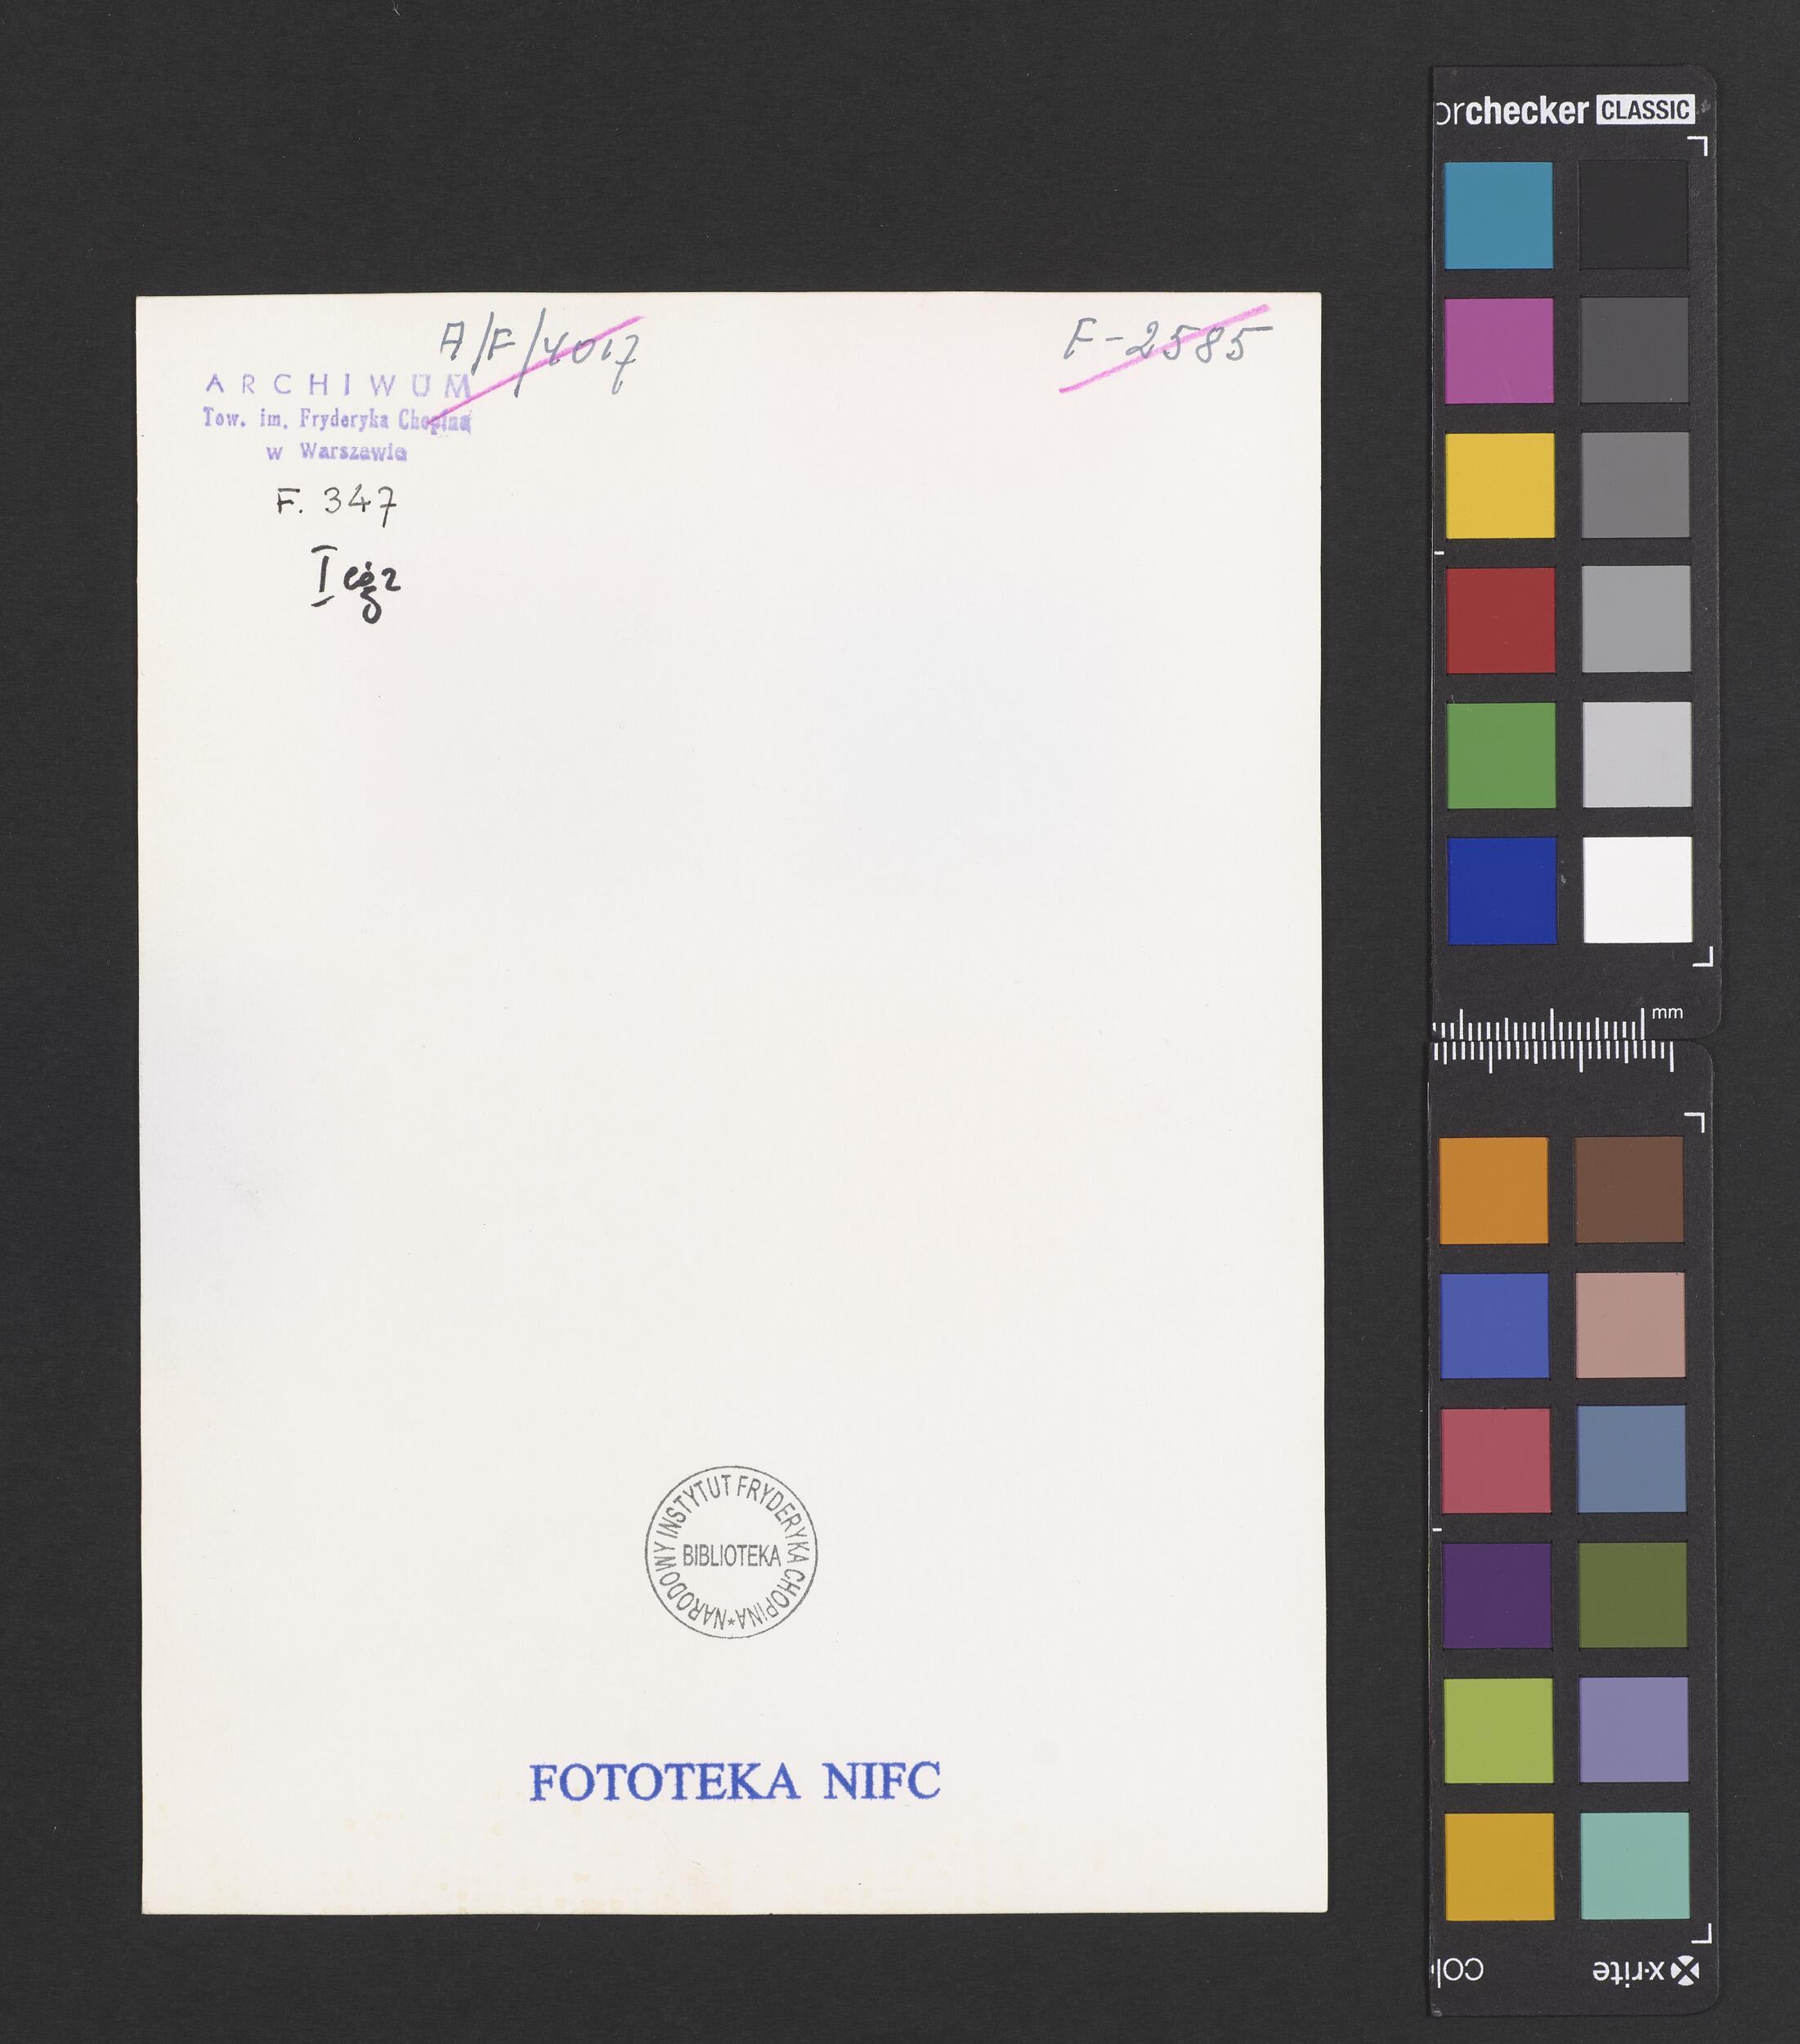 A/F/4017
F-2585
ARCHIWUM
Tow. im. Fryderyka Chopina
w Warszawie
F. 347
I egz
NARODOWY INSTYTUT FRYDERYKA CHOPINA*
BIBLIOTEKA
FOTOTEKA NIFC
orchecker CLASSIC
mm
col
x-rite